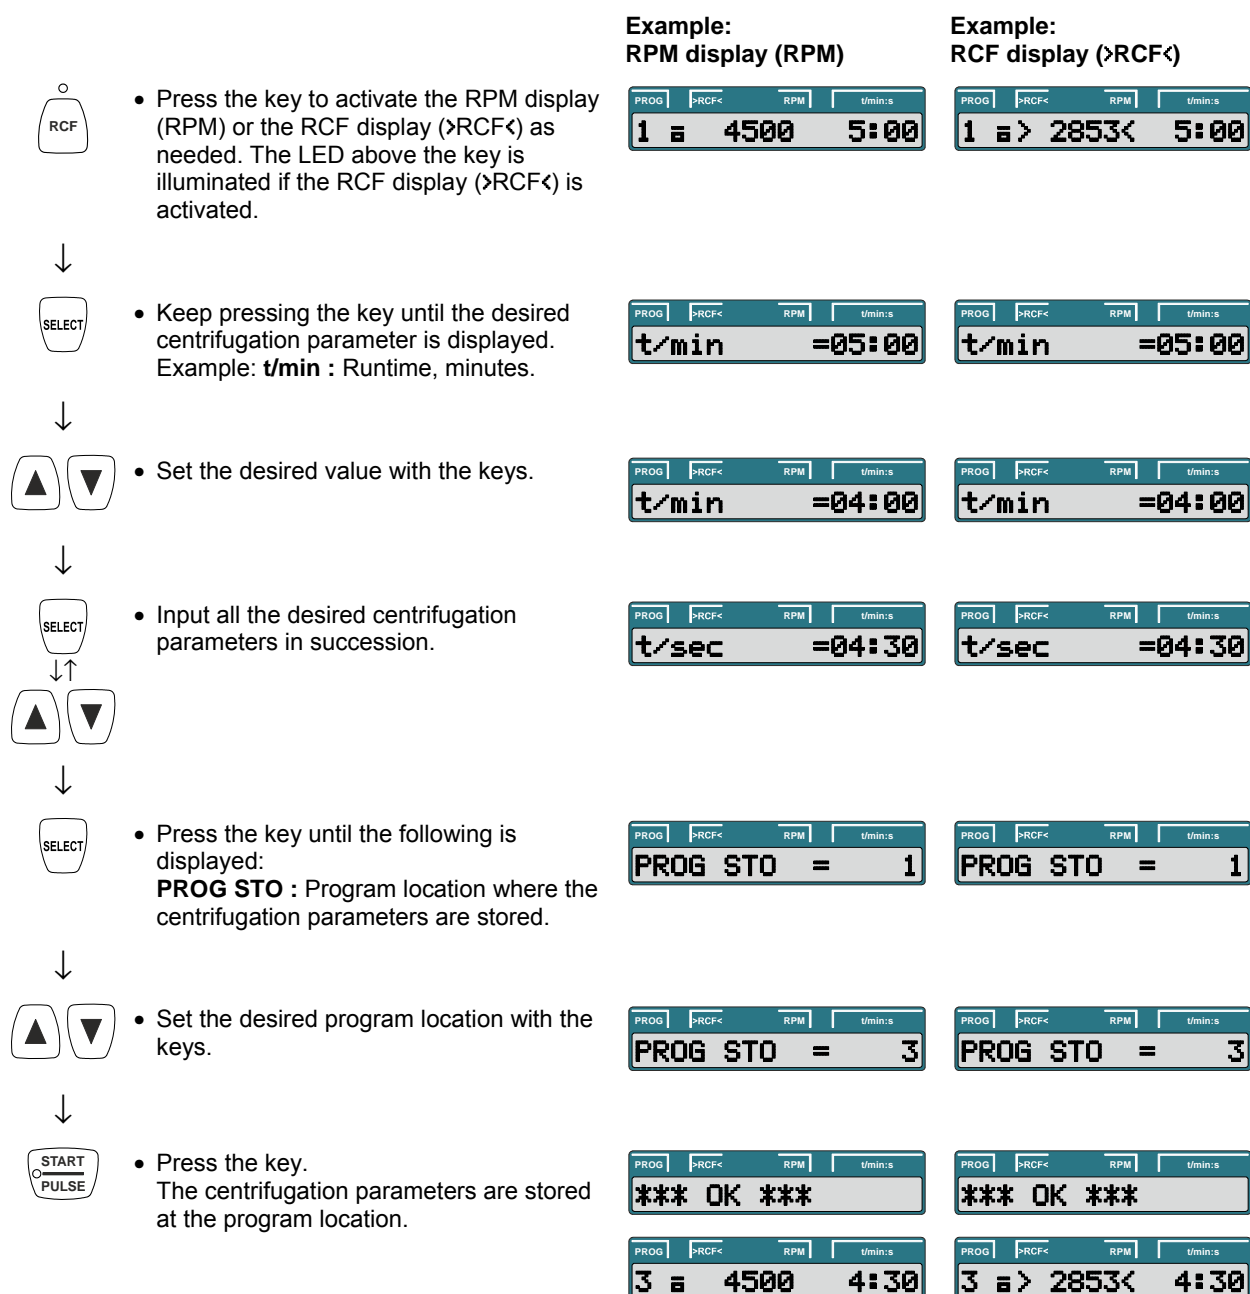 Example:
RPM display (RPM)
Example:
RCF display (>RCF<)
RCF
• Press the key to activate the RPM display
(RPM) or the RCF display (>RCF<) as
needed. The LED above the key is
illuminated if the RCF display (>RCF<) is
activated.
PROG >RCF< RPM t/min:s
1 4500 5:00
PROG >RCF< RPM t/min:s
1 > 2853< 5:00
↓
SELECT
• Keep pressing the key until the desired
centrifugation parameter is displayed.
Example: t/min : Runtime, minutes.
PROG >RCF< RPM t/min:s
t/min =05:00
PROG >RCF< RPM t/min:s
t/min =05:00
↓
▲ ▼
• Set the desired value with the keys.
PROG >RCF< RPM t/min:s
t/min =04:00
PROG >RCF< RPM t/min:s
t/min =04:00
↓
SELECT
↓↑
▲ ▼
• Input all the desired centrifugation
parameters in succession.
PROG >RCF< RPM t/min:s
t/sec =04:30
PROG >RCF< RPM t/min:s
t/sec =04:30
↓
SELECT
• Press the key until the following is
displayed:
PROG STO : Program location where the
centrifugation parameters are stored.
PROG >RCF< RPM t/min:s
PROG STO = 1
PROG >RCF< RPM t/min:s
PROG STO = 1
↓
▲ ▼
• Set the desired program location with the
keys.
PROG >RCF< RPM t/min:s
PROG STO = 3
PROG >RCF< RPM t/min:s
PROG STO = 3
↓
START
PULSE
• Press the key.
The centrifugation parameters are stored
at the program location.
PROG >RCF< RPM t/min:s
*** OK ***
PROG >RCF< RPM t/min:s
*** OK ***
PROG >RCF< RPM t/min:s
3 4500 4:30
PROG >RCF< RPM t/min:s
3 > 2853< 4:30